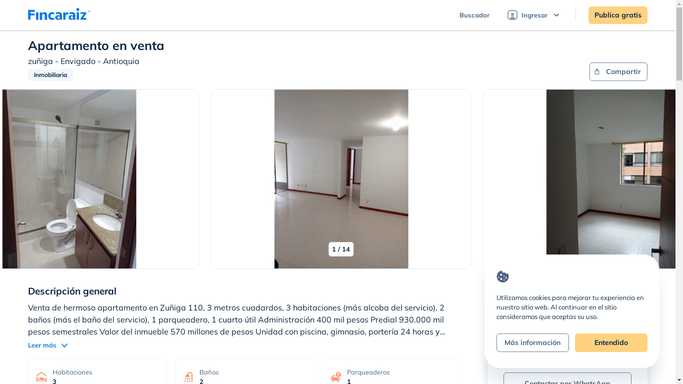 Fincaraiz
Buscador
Ingresar
Publica gratis
Apartamento en venta
zuñiga - Envigado - Antioquia
Inmobiliaria
Compartir
1 / 14
Descripción general
Venta de hermoso apartamento en Zuñiga 110, 3 metros cuadardos, 3 habitaciones (más alcoba del servicio), 2
baños (más el baño del servicio), 1 parqueadero, 1 cuarto útil Administración 400 mil pesos Predial 930.000 mil
pesos semestrales Valor del inmueble 570 millones de pesos Unidad con piscina, gimnasio, portería 24 horas y...
Leer más
Habitaciones
3
Baños
2
Parqueaderos
1
Utilizamos cookies para mejorar tu experiencia en
nuestro sitio web. Al continuar en el sitio
consideramos que aceptas su uso.
Más información
Entendido
Contactar por WhatsApp